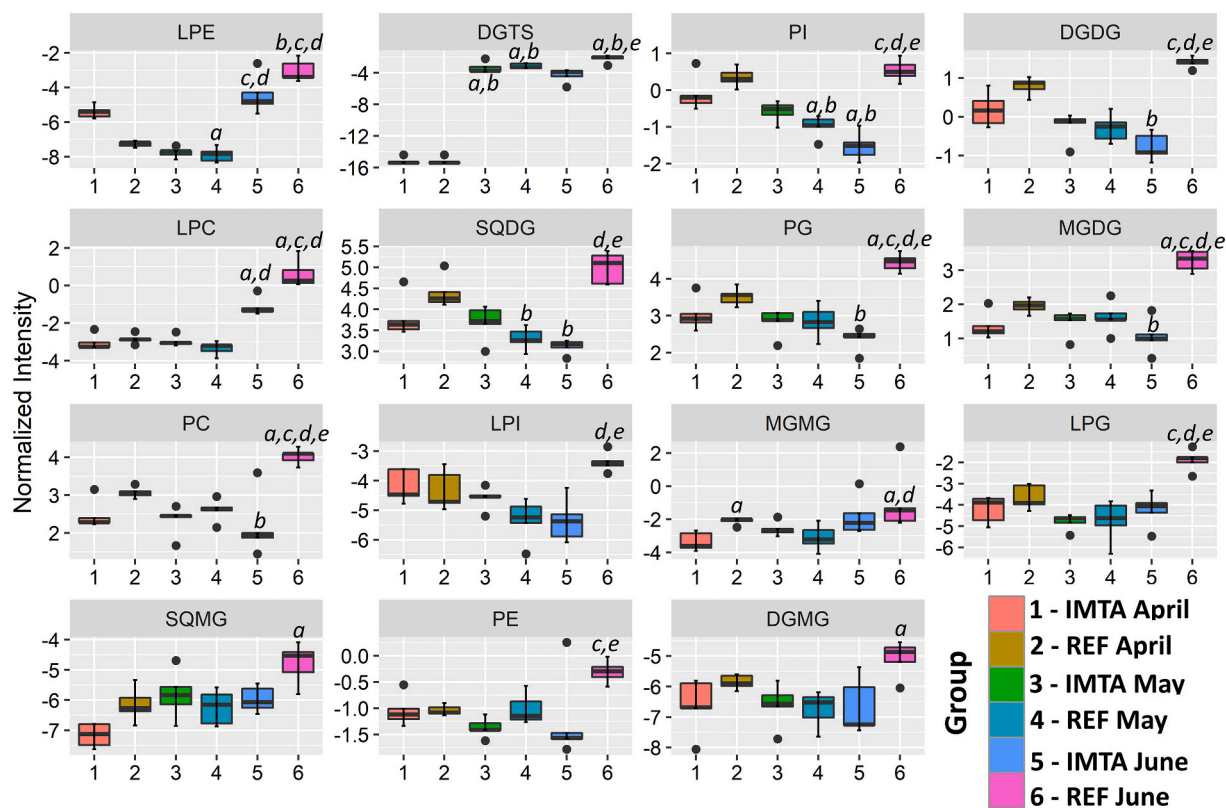 LPE DGTS PI DGDG
b,c,d a,b,e c,d,e c,d,e
-2 c,d a,b a,b a,b a,b b
-4
-6
-8 a
0
-4
-8
-12
-16
1
0
-1
-2
1
0
-1
1 2 3 4 5 6 1 2 3 4 5 6 1 2 3 4 5 6 1 2 3 4 5 6
LPC SQDG PG MGDG
a,c,d d,e a,c,d,e a,c,d,e
a,d b b b b
2
0
-2
-4
5.5
5.0
4.5
4.0
3.5
3.0
4
3
2
3
2
1
1 2 3 4 5 6 1 2 3 4 5 6 1 2 3 4 5 6 1 2 3 4 5 6
Normalized Intensity
PC LPI MGMG LPG
a,c,d,e d,e a a,d c,d,e
b
4
3
2
-3
-4
-5
-6
2
0
-2
-4
-2
-3
-4
-5
-6
1 2 3 4 5 6 1 2 3 4 5 6 1 2 3 4 5 6 1 2 3 4 5 6
SQMG PE DGMG
a c,e a
-4
-5
-6
-7
0.0
-0.5
-1.0
-1.5
-5
-6
-7
-8
1 2 3 4 5 6 1 2 3 4 5 6 1 2 3 4 5 6
Group
1 - IMTA April
2 - REF April
3 - IMTA May
4 - REF May
5 - IMTA June
6 - REF June